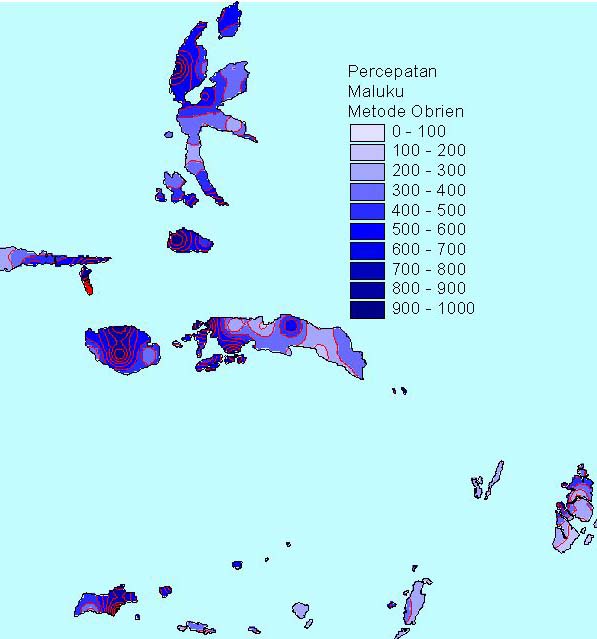 Percepatan
Maluku
Metode Obrien
0 - 100
100 - 200
200 - 300
300 - 400
400 - 500
500 - 600
600 - 700
700 - 800
800 - 900
900 - 1000